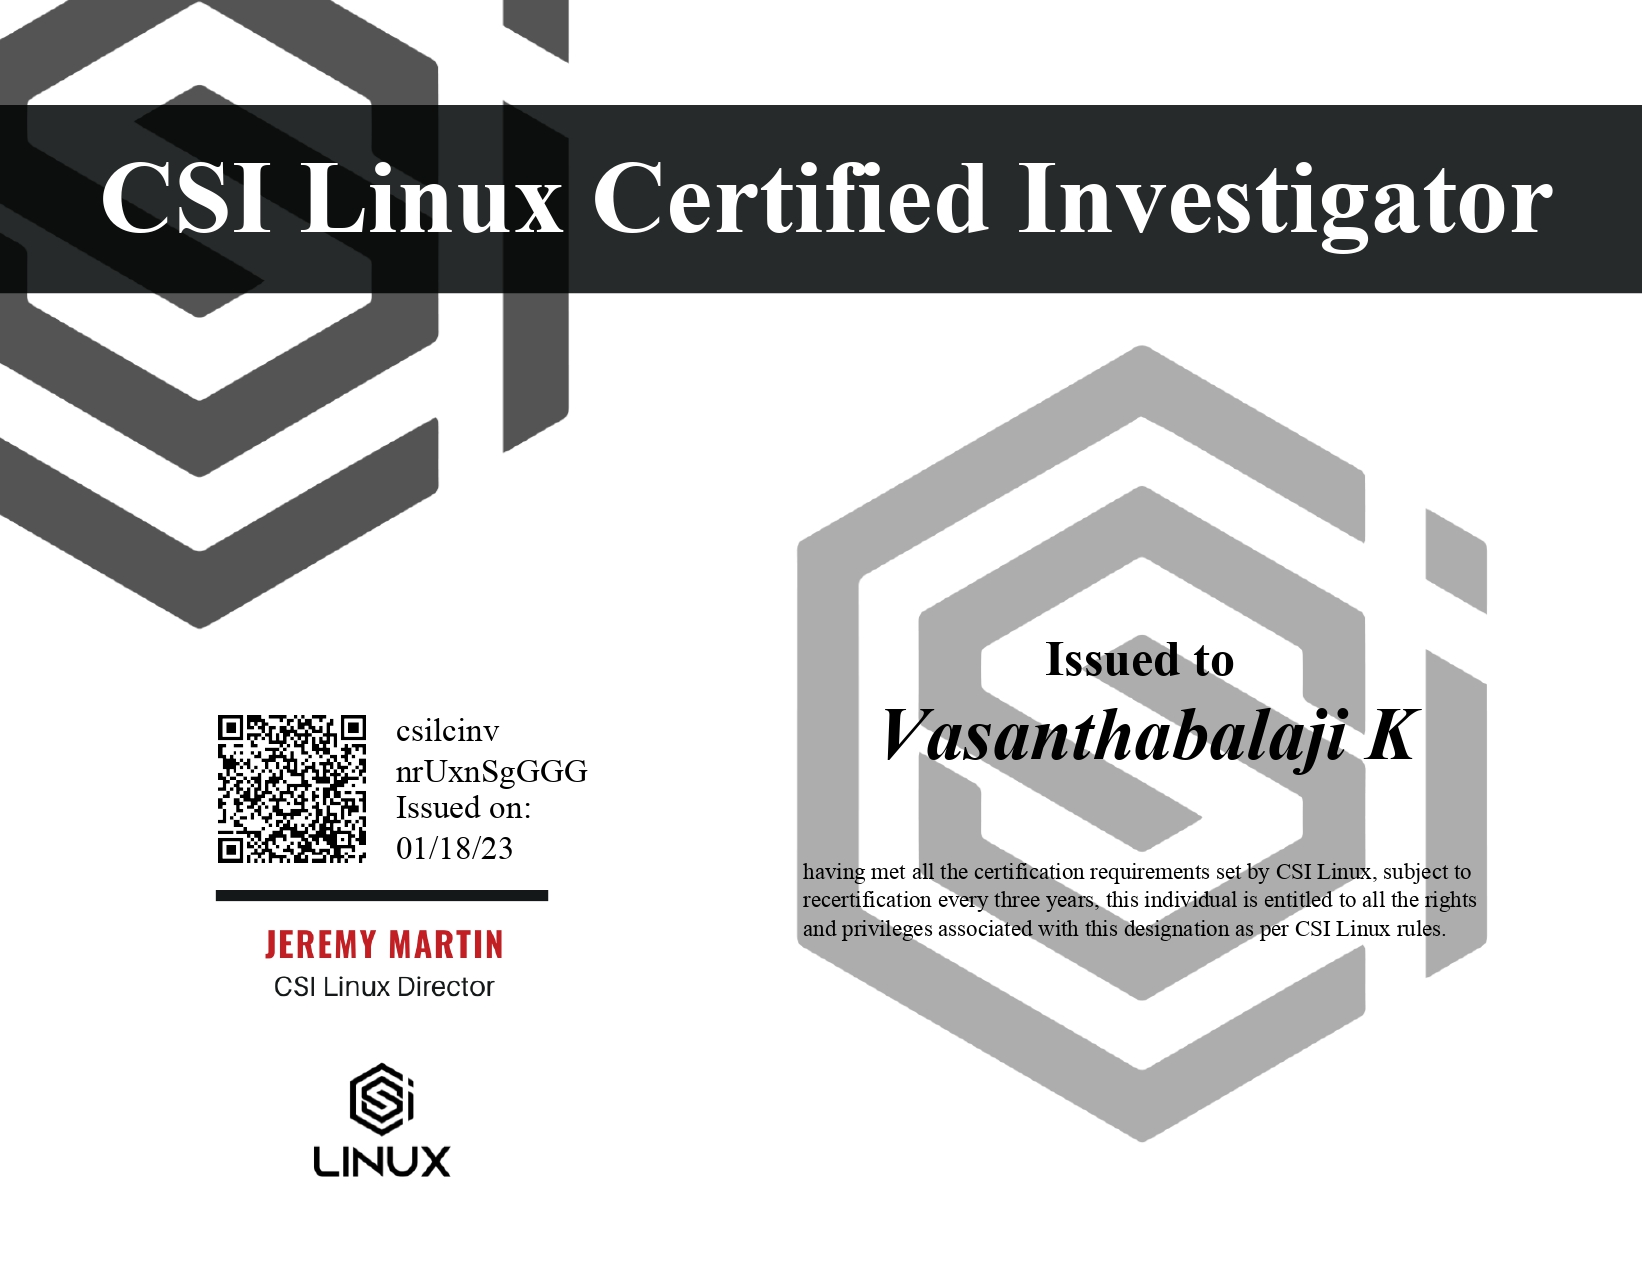 CSI Linux Certified Investigator
Issued to
Vasanthabalaji K
having met all the certification requirements set by CSI Linux, subject to
recertification every three years, this individual is entitled to all the rights
and privileges associated with this designation as per CSI Linux rules.
csilcinv
nrUxnSgGGG
Issued on:
01/18/23
JEREMY MARTIN
CSI Linux Director
LINUX